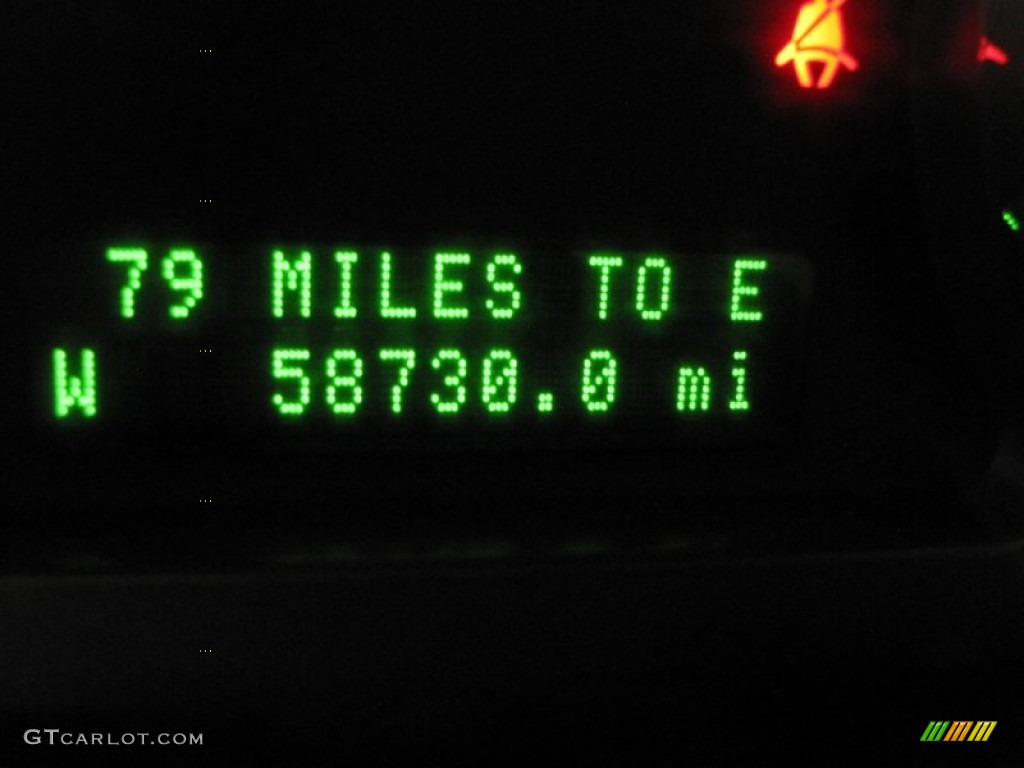 79 MILES TO E
W 58730.0 mi
GTCARLOT.COM